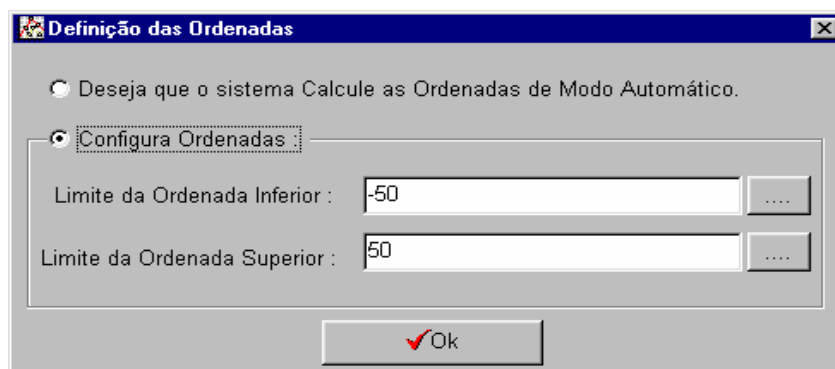 Definição das Ordenadas
Deseja que o sistema Calcule as Ordenadas de Modo Automático.
Configura Ordenadas :
Limite da Ordenada Inferior : -50 ....
Limite da Ordenada Superior : 50 ....
Ok